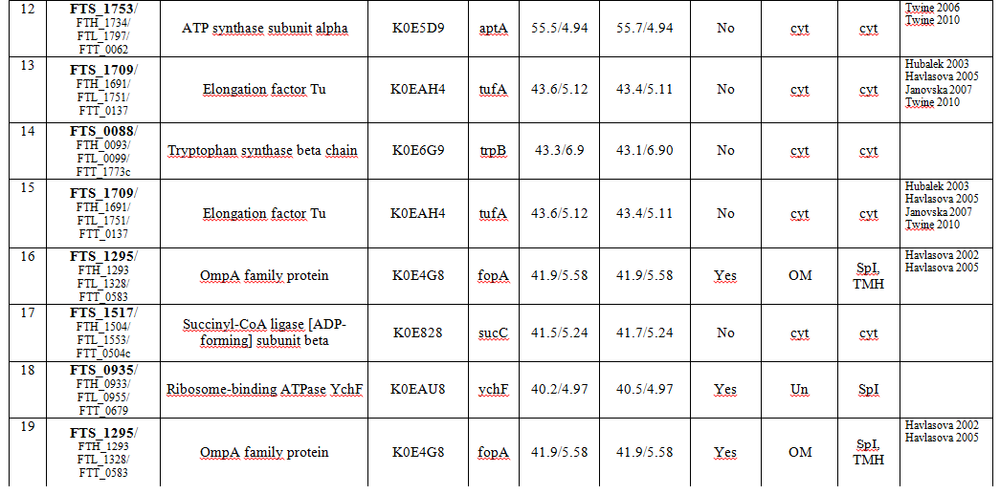 12
FTS_1753/
FTH_1734/
FTL_1797/
FTT_0062
ATP synthase subunit alpha
K0E5D9
aptA
55.5/4.94
55.7/4.94
No
cyt
cyt
Twine 2006
Twine 2010
13
FTS_1709/
FTH_1691/
FTL_1751/
FTT_0137
Elongation factor Tu
K0EAH4
tufA
43.6/5.12
43.4/5.11
No
cyt
cyt
Hubalek 2003
Havlasova 2005
Janovska 2007
Twine 2010
14
FTS_0088/
FTH_0093/
FTL_0099/
FTT_1773c
Tryptophan synthase beta chain
K0E6G9
trpB
43.3/6.9
43.1/6.90
No
cyt
cyt
15
FTS_1709/
FTH_1691/
FTL_1751/
FTT_0137
Elongation factor Tu
K0EAH4
tufA
43.6/5.12
43.4/5.11
No
cyt
cyt
Hubalek 2003
Havlasova 2005
Janovska 2007
Twine 2010
16
FTS_1295/
FTH_1293
FTL_1328/
FTT_0583
OmpA family protein
K0E4G8
fopA
41.9/5.58
41.9/5.58
Yes
OM
SpI,
TMH
Havlasova 2002
Havlasova 2005
17
FTS_1517/
FTH_1504/
FTL_1553/
FTT_0504c
Succinyl-CoA ligase [ADP-
forming] subunit beta
K0E828
sucC
41.5/5.24
41.7/5.24
No
cyt
cyt
18
FTS_0935/
FTH_0933/
FTL_0955/
FTT_0679
Ribosome-binding ATPase YchF
K0EAU8
ychF
40.2/4.97
40.5/4.97
Yes
Un
SpI
19
FTS_1295/
FTH_1293
FTL_1328/
FTT_0583
OmpA family protein
K0E4G8
fopA
41.9/5.58
41.9/5.58
Yes
OM
SpI,
TMH
Havlasova 2002
Havlasova 2005